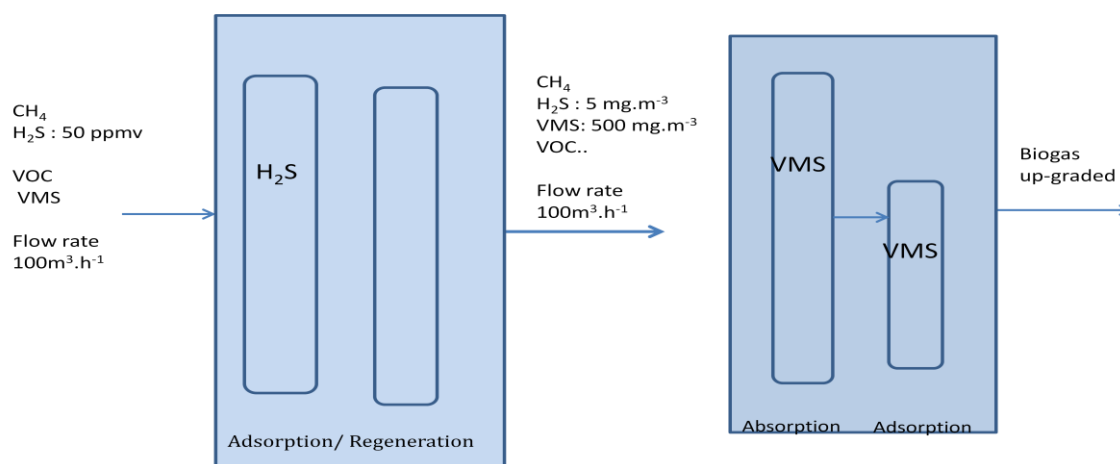 CH₄
H₂S : 50 ppmv
VOC
VMS
Flow rate
100m³.h⁻¹
H₂S
Adsorption/ Regeneration
CH₄
H₂S : 5 mg.m⁻³
VMS: 500 mg.m⁻³
VOC..
Flow rate
100m³.h⁻¹
VMS
VMS
Absorption
Adsorption
Biogas
up-graded